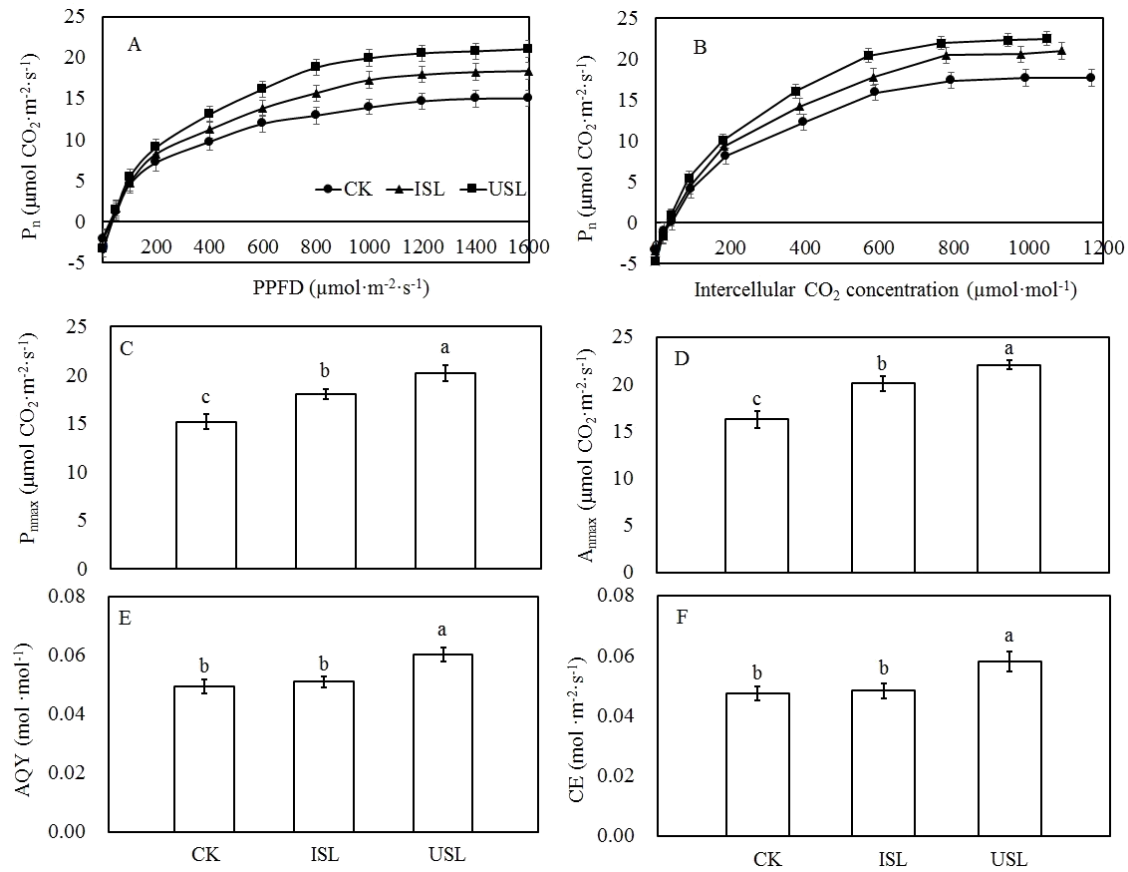 A
Pn (μmol CO2·m-2·s-1)
25
20
15
10
5
0
-5
200 400 600 800 1000 1200 1400 1600
CK ISL USL
PPFD (μmol·m-2·s-1)
B
Pn (μmol CO2·m-2·s-1)
25
20
15
10
5
0
-5
200 400 600 800 1000 1200
Intercellular CO2 concentration (μmol·mol-1)
C
Pnmax (μmol CO2·m-2·s-1)
25
20
15
10
5
0
c b a
D
Anmax (μmol CO2·m-2·s-1)
25
20
15
10
5
0
c b a
E
AQY (mol ·mol-1)
0.08
0.06
0.04
0.02
0.00
b b a
CK ISL USL
F
CE (mol ·m-2·s-1)
0.08
0.06
0.04
0.02
0.00
b b a
CK ISL USL